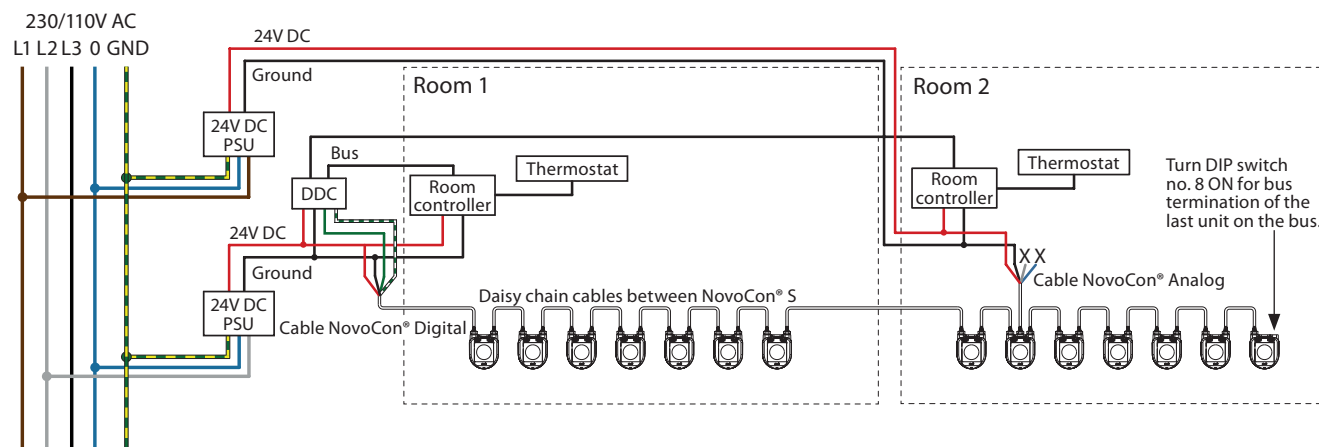 230/110V AC
L1 L2 L3 0 GND
24V DC
Ground
24V DC
PSU
Room 1
Room 2
Bus
DDC
Room
controller
Thermostat
Room
controller
Thermostat
Turn DIP switch
no. 8 ON for bus
termination of the
last unit on the bus.
24V DC
Ground
24V DC
PSU
X X
Cable NovoCon® Analog
Daisy chain cables between NovoCon® S
Cable NovoCon® Digital